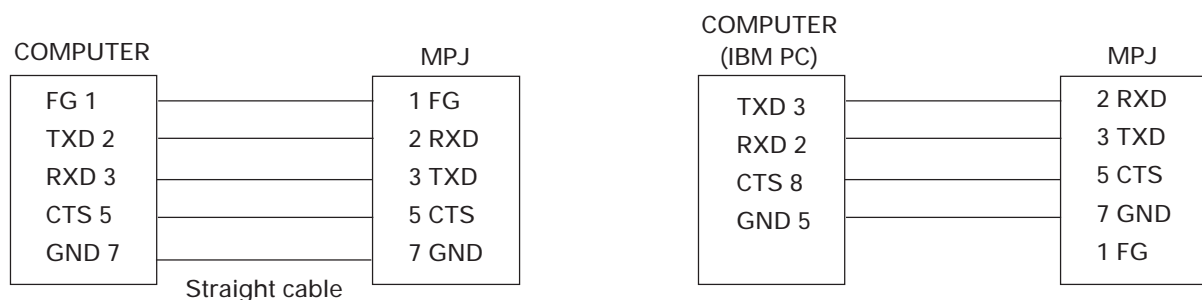 COMPUTER
MPJ
FG 1
1 FG
TXD 2
2 RXD
RXD 3
3 TXD
CTS 5
5 CTS
GND 7
7 GND
Straight cable
COMPUTER
(IBM PC)
MPJ
TXD 3
2 RXD
RXD 2
3 TXD
CTS 8
5 CTS
GND 5
7 GND
1 FG